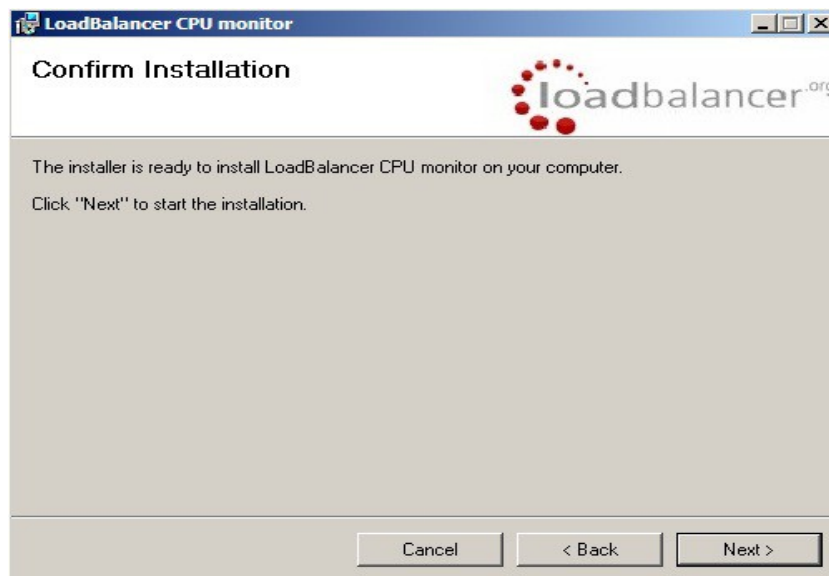 LoadBalancer CPU monitor
Confirm Installation
loadbalancer.org
The installer is ready to install LoadBalancer CPU monitor on your computer.
Click "Next" to start the installation.
Cancel
< Back
Next >